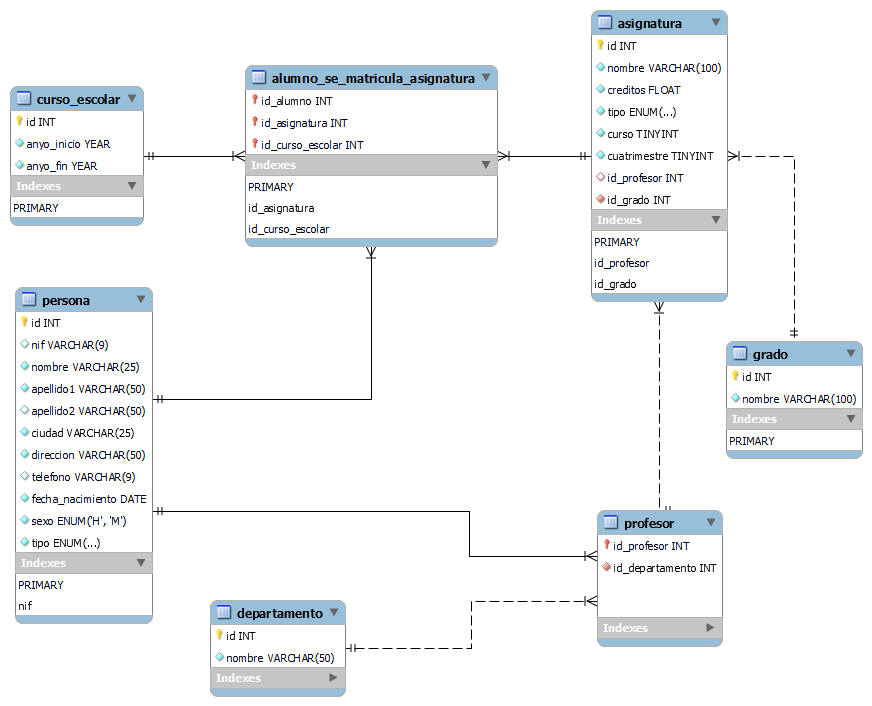 curso_escolar
id INT
anyo_inicio YEAR
anyo_fin YEAR
Indexes
PRIMARY
alumno_se_matricula_asignatura
id_alumno INT
id_asignatura INT
id_curso_escolar INT
Indexes
PRIMARY
id_asignatura
id_curso_escolar
asignatura
id INT
nombre VARCHAR(100)
creditos FLOAT
tipo ENUM(...)
curso TINYINT
cuatrimestre TINYINT
id_profesor INT
id_grado INT
Indexes
PRIMARY
id_profesor
id_grado
persona
id INT
nif VARCHAR(9)
nombre VARCHAR(25)
apellido1 VARCHAR(50)
apellido2 VARCHAR(50)
ciudad VARCHAR(25)
direccion VARCHAR(50)
telefono VARCHAR(9)
fecha_nacimiento DATE
sexo ENUM('H', 'M')
tipo ENUM(...)
Indexes
PRIMARY
nif
grado
id INT
nombre VARCHAR(100)
Indexes
PRIMARY
profesor
id_profesor INT
id_departamento INT
Indexes
departamento
id INT
nombre VARCHAR(50)
Indexes